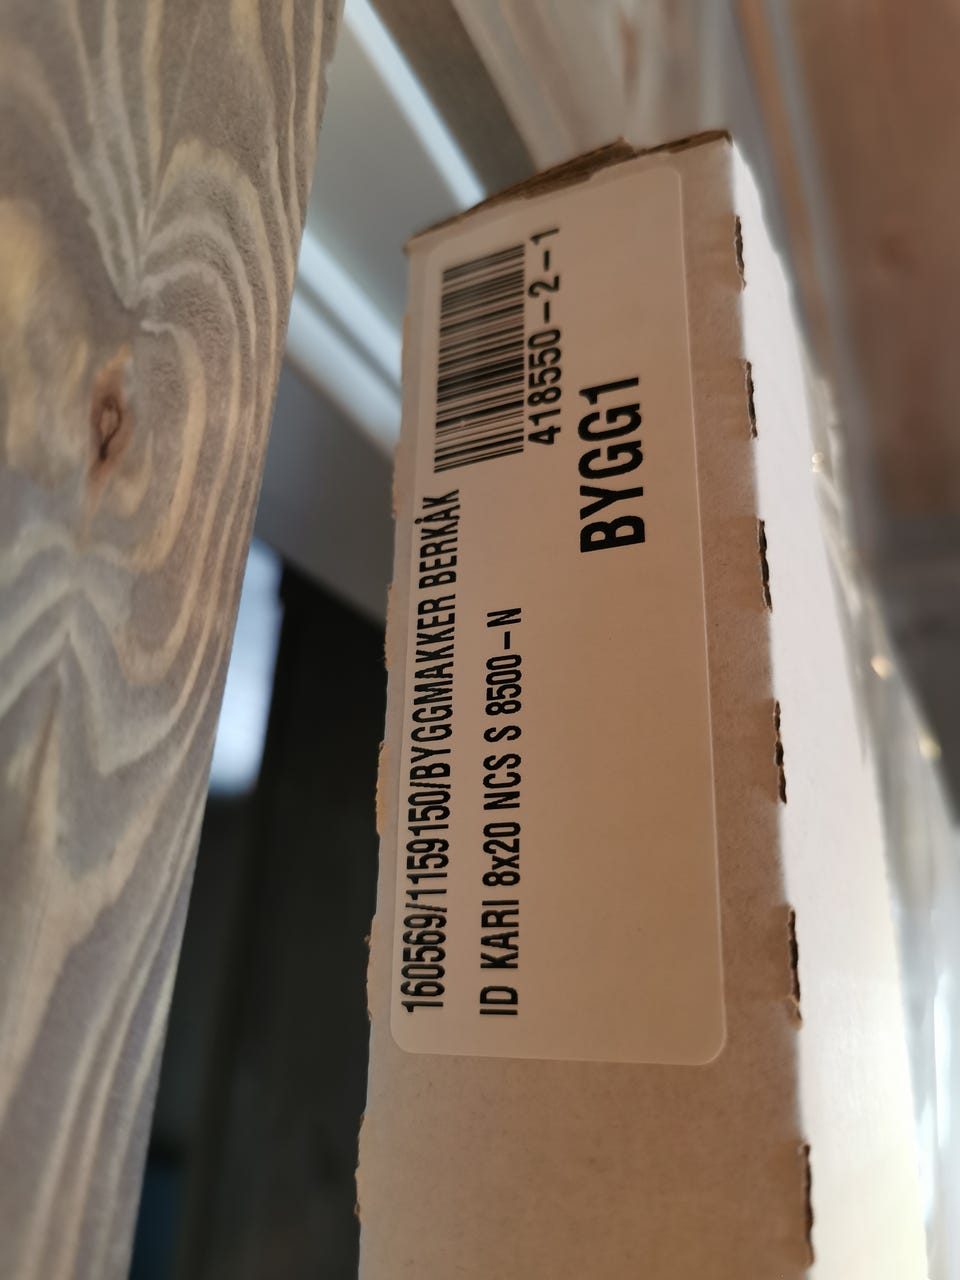 160569/1159150/BYGGMAKKER BERKÅK
418550-2-1
ID KARI 8x20 NCS S 8500-N
BYGG1